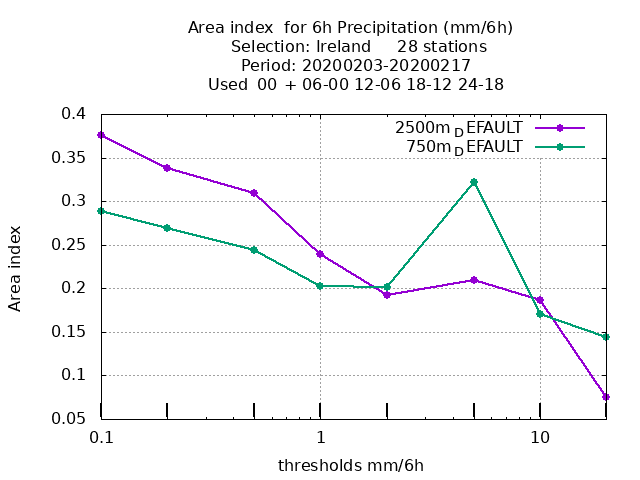 Area index  for 6h Precipitation (mm/6h)
Selection: Ireland     28 stations
Period: 20200203-20200217
Used  00  + 06-00 12-06 18-12 24-18
2500m_DEFAULT
750m_DEFAULT
0.4
0.35
0.3
0.25
0.2
0.15
0.1
0.05
Area index
0.1 1 10
thresholds mm/6h